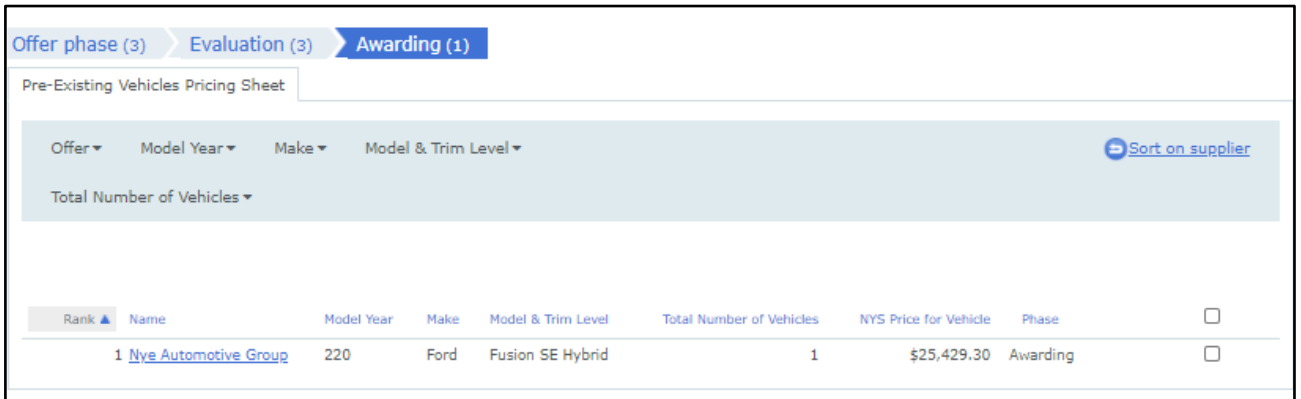 Offer phase (3) Evaluation (3) Awarding (1)
Pre-Existing Vehicles Pricing Sheet
Offer Model Year Make Model & Trim Level Sort on supplier
Total Number of Vehicles
Rank Name Model Year Make Model & Trim Level Total Number of Vehicles NYS Price for Vehicle Phase
1 Nye Automotive Group 220 Ford Fusion SE Hybrid 1 $25,429.30 Awarding